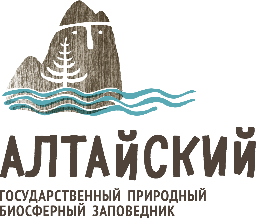 АЛТАЙСКИЙ
ГОСУДАРСТВЕННЫЙ ПРИРОДНЫЙ
БИОСФЕРНЫЙ ЗАПОВЕДНИК